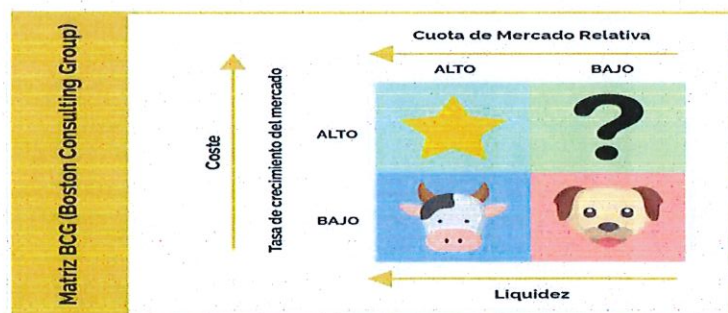 Matriz BCG (Boston Consulting Group)
Coste
Tasa de crecimiento del mercado
Cuota de Mercado Relativa
ALTO BAJO
ALTO
?
BAJO
Liquidez